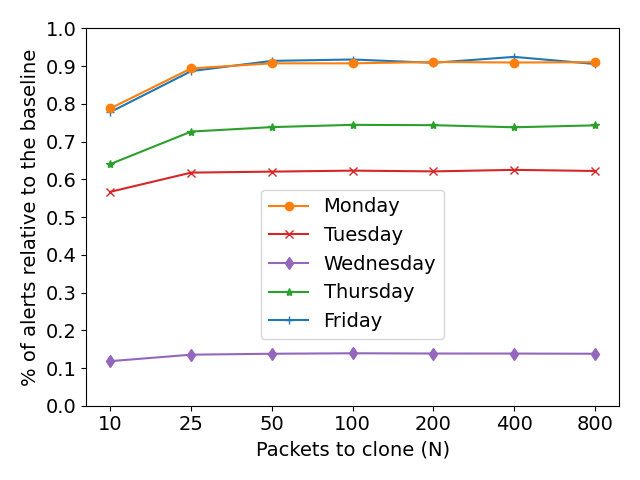 1.0
0.9
0.8
0.7
0.6
0.5
0.4
0.3
0.2
0.1
0.0
% of alerts relative to the baseline
Monday
Tuesday
Wednesday
Thursday
Friday
10 25 50 100 200 400 800
Packets to clone (N)